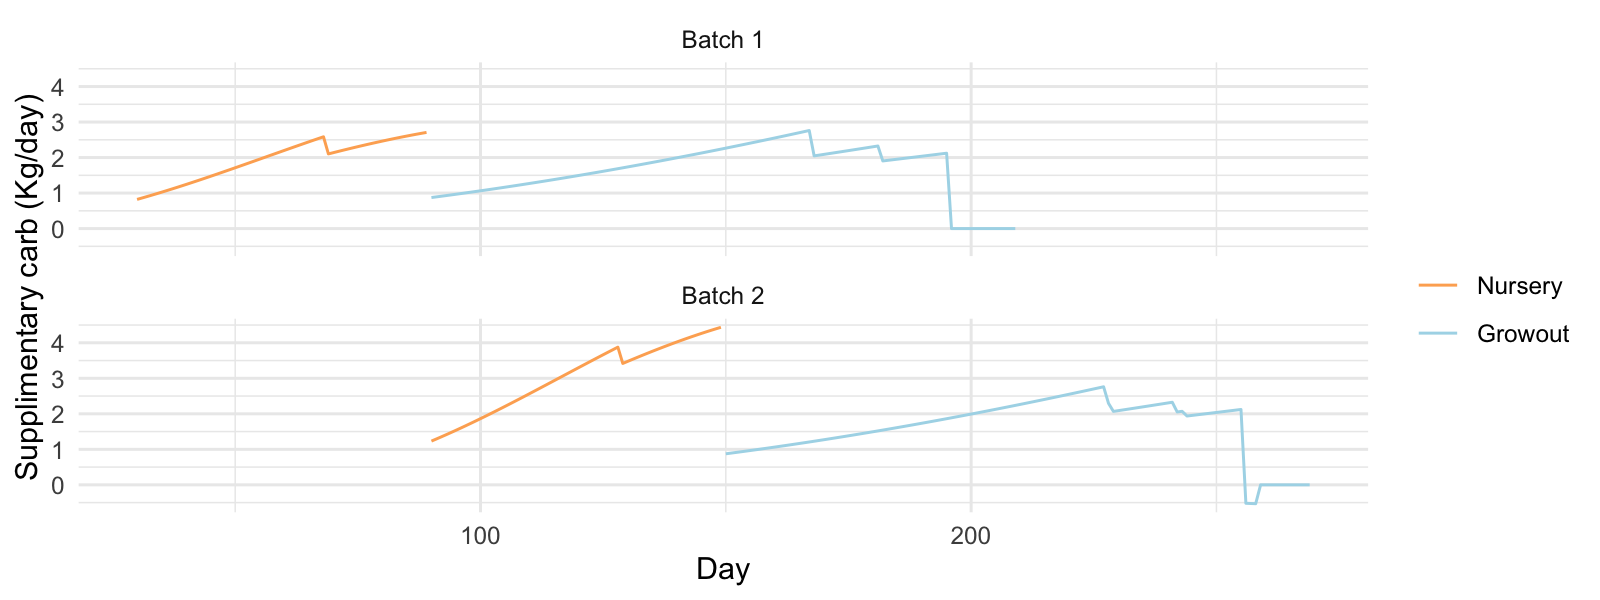 Batch 1
4
3
2
1
0
Supplimentary carb (Kg/day)
Batch 2
4
3
2
1
0
100
200
Day
Nursery
Growout